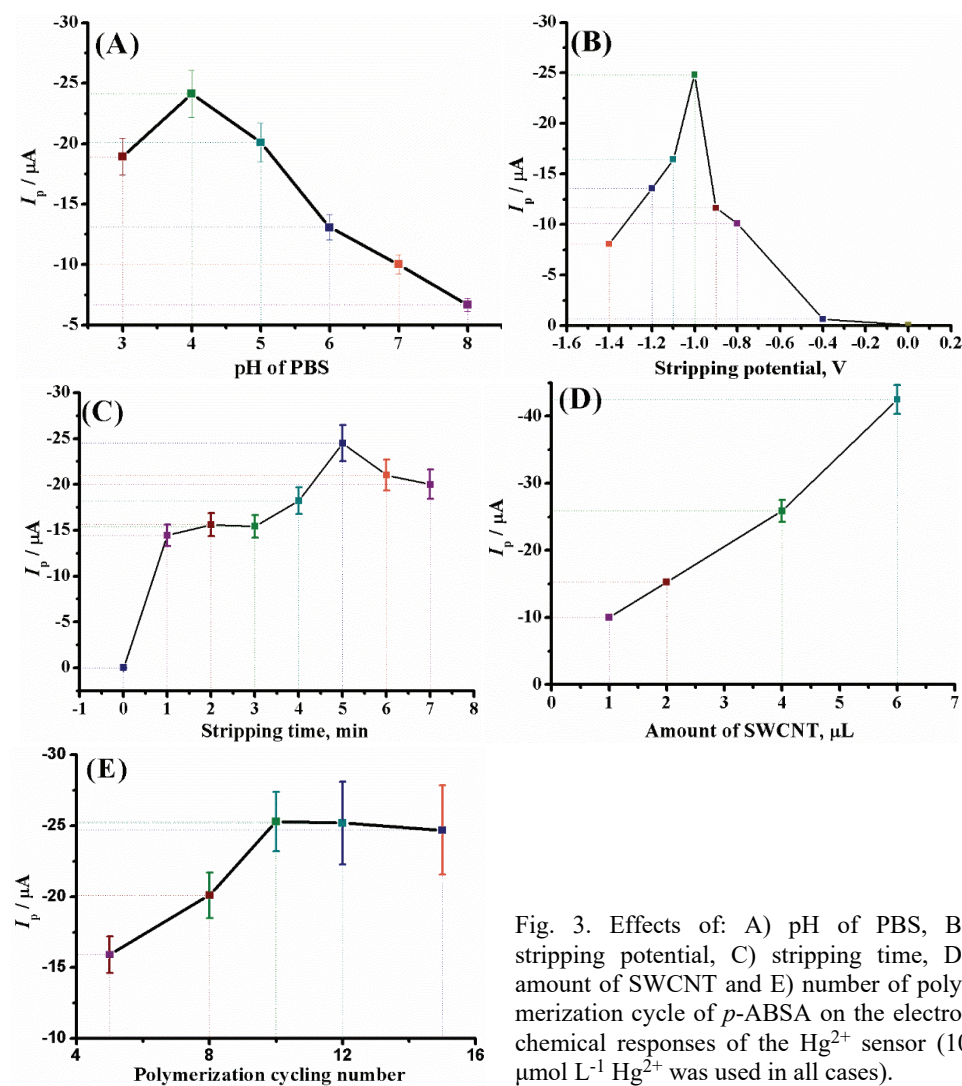 (A)
-30
-25
-20
-15
-10
-5
I_p / µA
3 4 5 6 7 8
pH of PBS
(B)
-30
-25
-20
-15
-10
-5
0
I_p / µA
-1.6 -1.4 -1.2 -1.0 -0.8 -0.6 -0.4 -0.2 0.0 0.2
Stripping potential, V
(C)
-30
-25
-20
-15
-10
-5
0
I_p / µA
-1 0 1 2 3 4 5 6 7 8
Stripping time, min
(D)
-40
-30
-20
-10
0
I_p / µA
0 1 2 3 4 5 6 7
Amount of SWCNT, µL
(E)
-30
-25
-20
-15
-10
I_p / µA
4 8 12 16
Polymerization cycling number
Fig. 3. Effects of: A) pH of PBS, B
stripping potential, C) stripping time, D
amount of SWCNT and E) number of poly
merization cycle of p-ABSA on the electro
chemical responses of the Hg²⁺ sensor (10
µmol L⁻¹ Hg²⁺ was used in all cases).